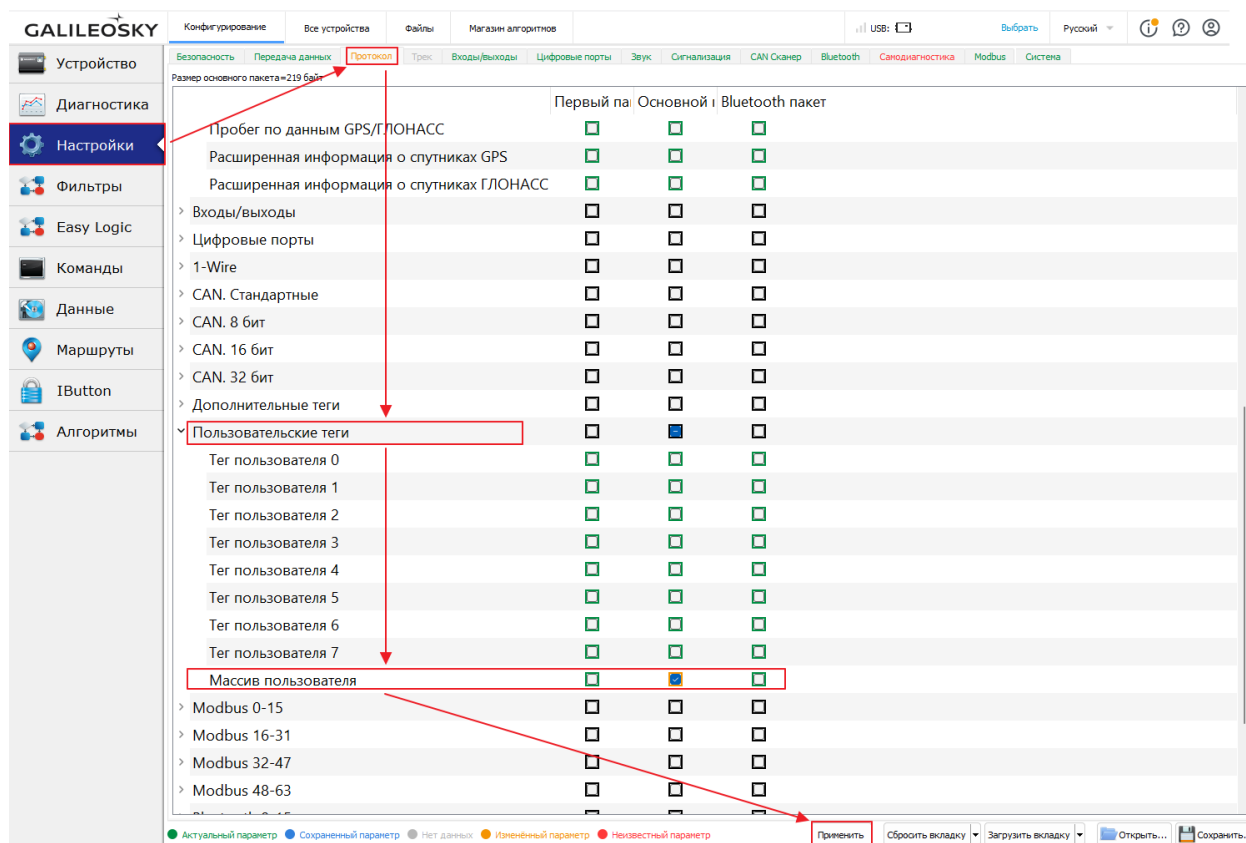 GALILEOSKY
Конфигурирование Все устройства Файлы Магазин алгоритмов USB: Выбрать Русский
Устройство
Диагностика
Настройки
Фильтры
Easy Logic
Команды
Данные
Маршруты
IButton
Алгоритмы
Безопасность Передача данных Протокол Трек Входы/выходы Цифровые порты Звук Сигнализация CAN Сканер Bluetooth Самодиагностика Modbus Система
Размер основного пакета=219 байт
Первый Основной Bluetooth пакет
Пробег по данным GPS/ГЛОНАСС
Расширенная информация о спутниках GPS
Расширенная информация о спутниках ГЛОНАСС
Входы/выходы
Цифровые порты
1-Wire
CAN. Стандартные
CAN. 8 бит
CAN. 16 бит
CAN. 32 бит
Дополнительные теги
Пользовательские теги
Тег пользователя 0
Тег пользователя 1
Тег пользователя 2
Тег пользователя 3
Тег пользователя 4
Тег пользователя 5
Тег пользователя 6
Тег пользователя 7
Массив пользователя
Modbus 0-15
Modbus 16-31
Modbus 32-47
Modbus 48-63
Актуальный параметр Сохраненный параметр Нет данных Изменённый параметр Неизвестный параметр Применить Сбросить вкладку Загрузить вкладку Открыть... Сохранить.